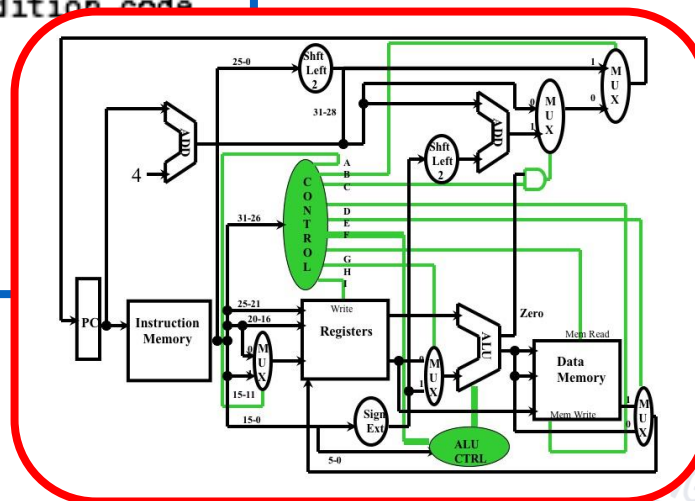 dition code
25-0
Shft
Left
2
1
M
U
X
0
31-28
ADD
4
ADD
0
M
U
X
1
Shft
Left
2
C
O
N
T
R
O
L
A
B
C
D
E
F
G
H
I
31-26
PC
Instruction
Memory
25-21
20-16
0
M
U
X
1
15-11
15-0
Write
Registers
Sign
Ext
5-0
0
M
U
X
1
ALU
Zero
Mem Read
Data
Memory
Mem Write
1
M
U
X
0
ALU
CTRL